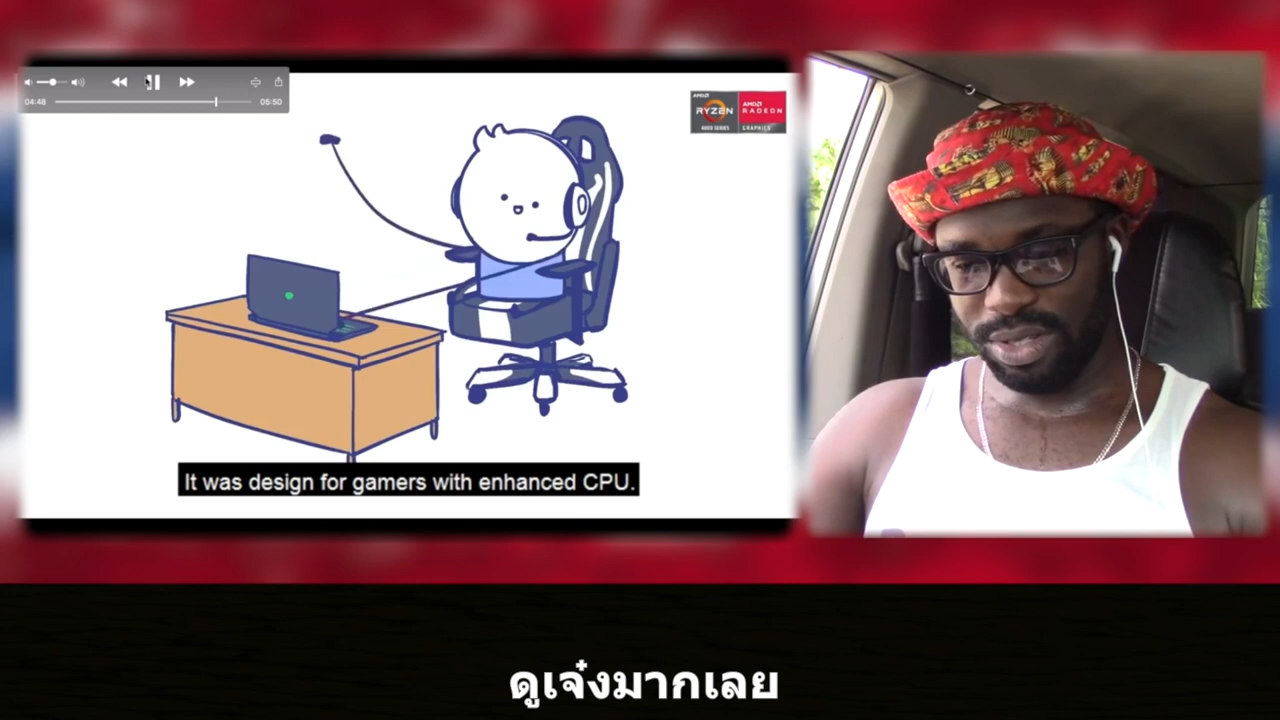 04:48
05:50
AMD
RYZEN
4000 SERIES
AMD
RADEON
GRAPHICS
It was design for gamers with enhanced CPU.
ดูเจ๋งมากเลย